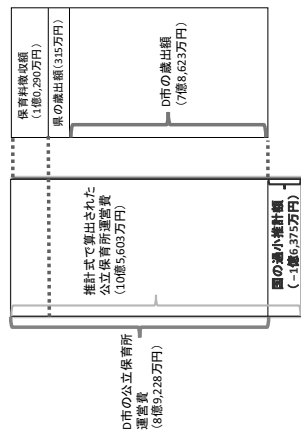 保育料徴収額
(1億0,290万円)
県の歳出額(315万円)
D市の歳出額
(7億8,623万円)
推計式で算出された
公立保育所運営費
(10億5,603万円)
国の過小推計額
(-1億6,375万円)
D市の公立保育所
運営費
(8億9,228万円)